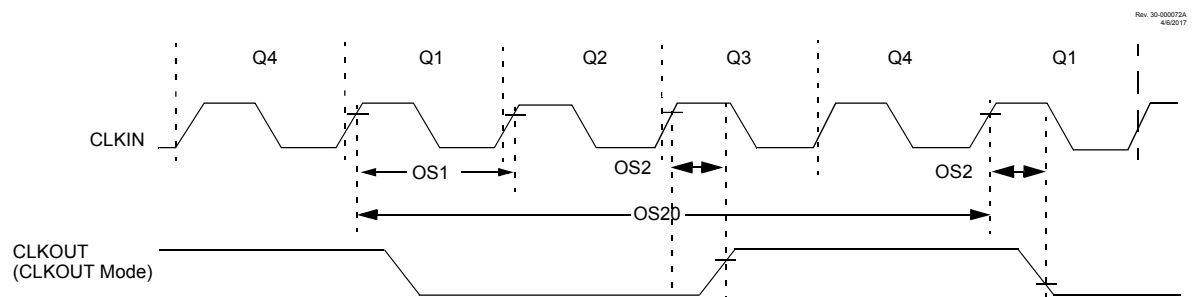 Rev. 30-000072A
4/6/2017
Q4 Q1 Q2 Q3 Q4 Q1
CLKIN
OS1 OS2 OS2
OS20
CLKOUT
(CLKOUT Mode)